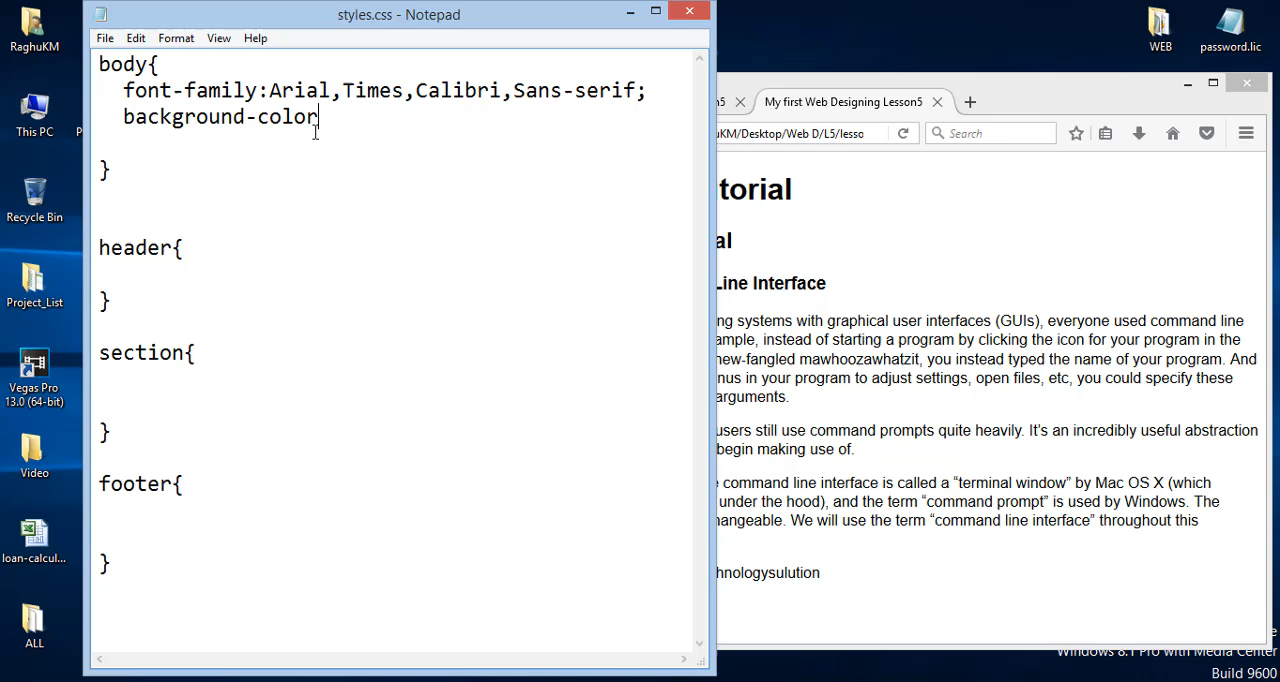 RaghuKM
This PC
P
Recycle Bin
Project_List
Vegas Pro
13.0 (64-bit)
Video
loan-calcul...
ALL
styles.css - Notepad
File Edit Format View Help
body{
font-family:Arial,Times,Calibri,Sans-serif;
background-color
}
header{
}
section{
}
footer{
}
WEB
password.lic
n5
My first Web Designing Lesson5
uKM/Desktop/Web D/L5/lesso
Search
torial
al
Line Interface
ng systems with graphical user interfaces (GUIs), everyone used command line
ample, instead of starting a program by clicking the icon for your program in the
new-fangled mawhoozawhatzit, you instead typed the name of your program. And
nus in your program to adjust settings, open files, etc, you could specify these
arguments.
users still use command prompts quite heavily. It's an incredibly useful abstraction
begin making use of.
e command line interface is called a “terminal window” by Mac OS X (which
under the hood), and the term “command prompt” is used by Windows. The
hangeable. We will use the term “command line interface” throughout this
hnologysulution
Windows 8.1 Pro with Media Center
Build 9600